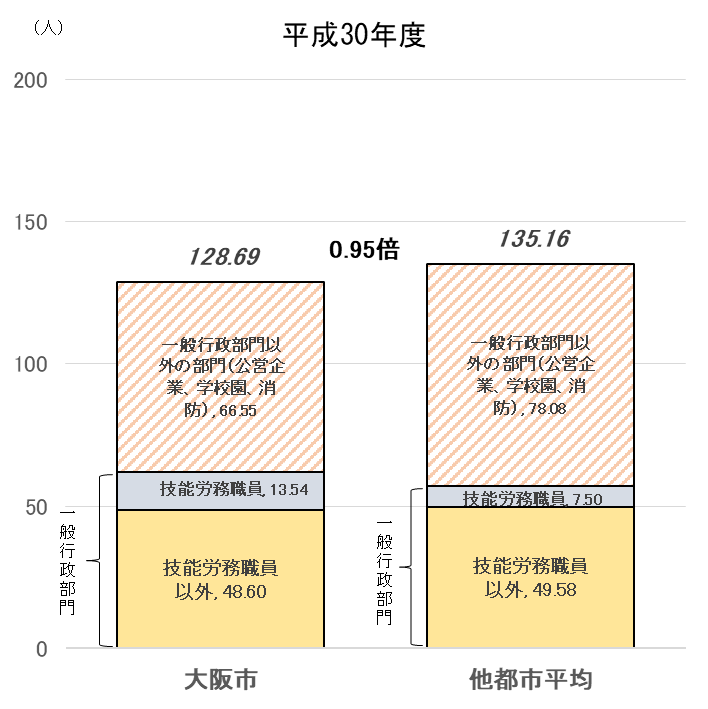 （人）
平成30年度
200
150
100
50
0
128.69
0.95倍
135.16
一般行政部門以
外の部門（公営企
業、学校園、消
防）, 66.55
一般行政部門以
外の部門（公営企
業、学校園、消
防）, 78.08
技能労務職員, 13.54
技能労務職員, 7.50
一般行政部門
一般行政部門
技能労務職員
以外, 48.60
技能労務職員
以外, 49.58
大阪市
他都市平均